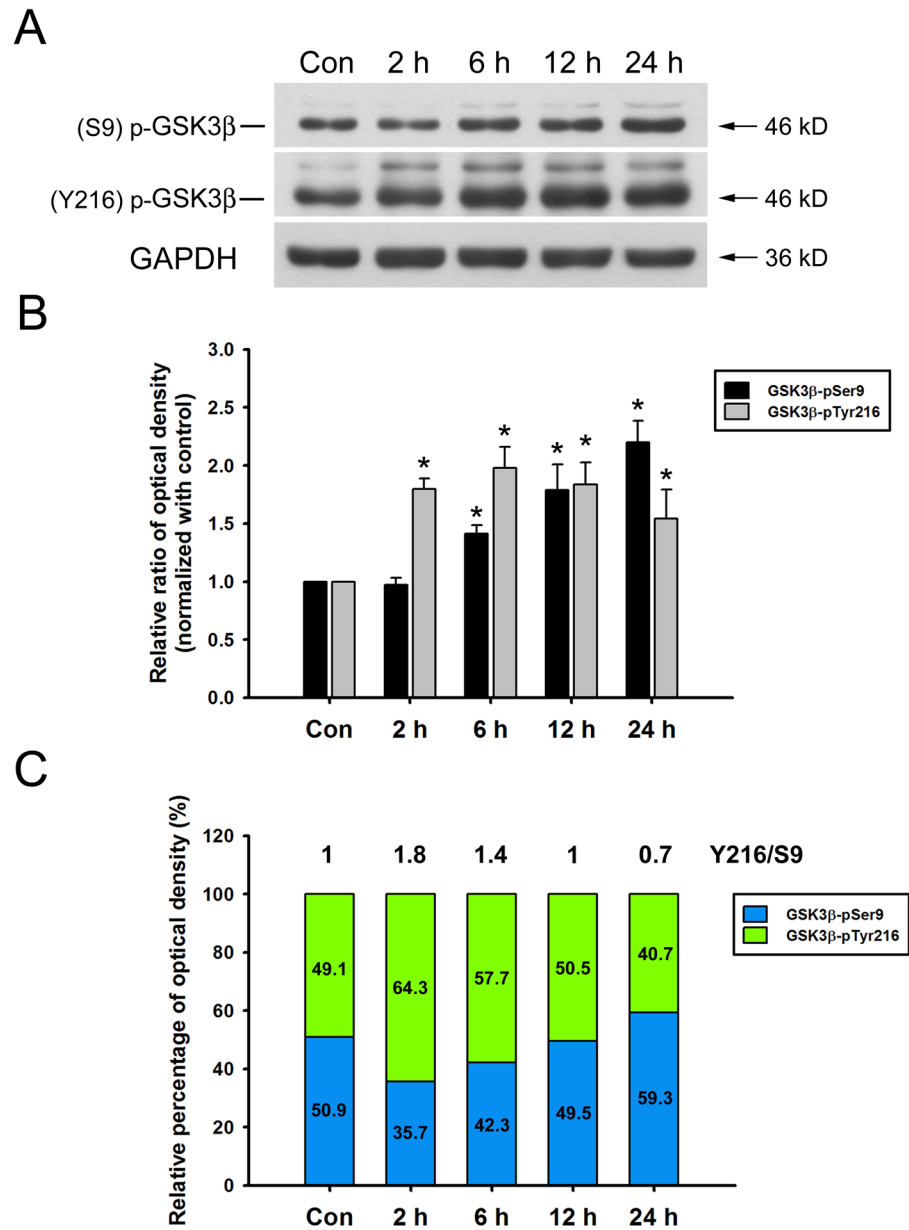 A
Con 2 h 6 h 12 h 24 h
(S9) p-GSK3β 46 kD
(Y216) p-GSK3β 46 kD
GAPDH 36 kD
B
Relative ratio of optical density
(normalized with control)
3.0
2.5
2.0
1.5
1.0
0.5
0.0
* * * * * * *
GSK3β-pSer9
GSK3β-pTyr216
Con 2 h 6 h 12 h 24 h
C
Relative percentage of optical density (%)
120
100
80
60
40
20
0
1 1.8 1.4 1 0.7 Y216/S9
GSK3β-pSer9
GSK3β-pTyr216
49.1 64.3 57.7 50.5 40.7
50.9 35.7 42.3 49.5 59.3
Con 2 h 6 h 12 h 24 h